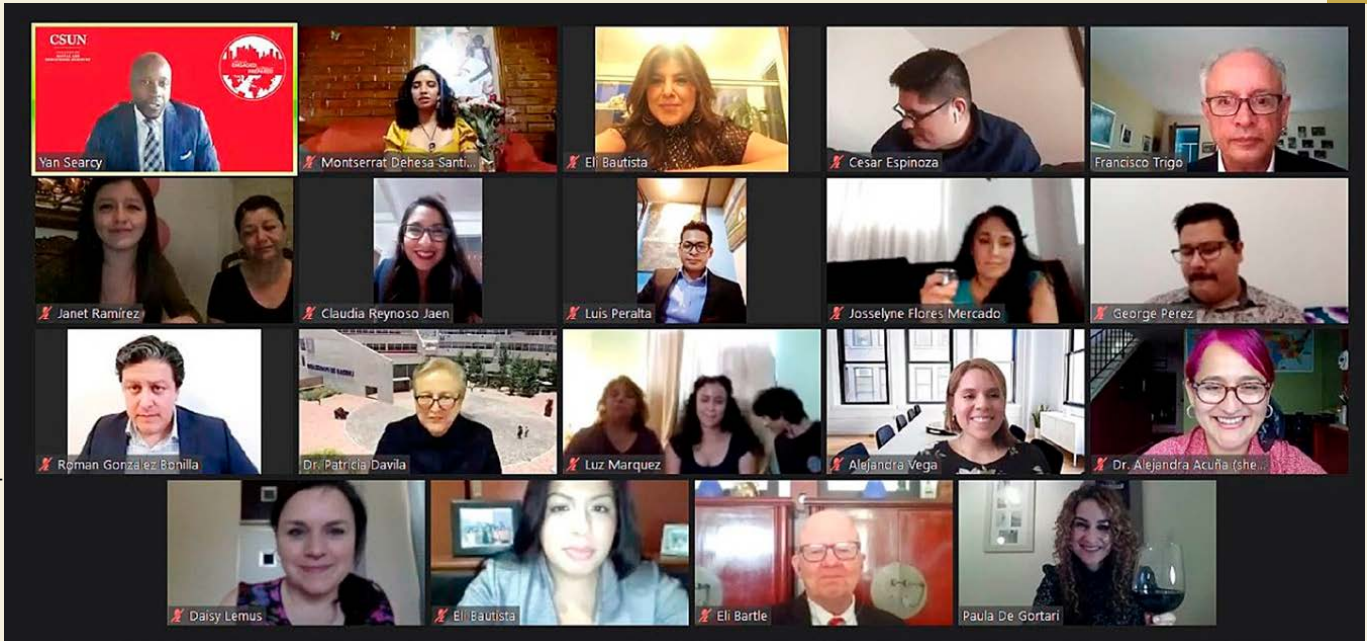 CSUN
Yan Searcy
Montserrat Dehesa Santi...
Eli Bautista
Cesar Espinoza
Francisco Trigo
Janet Ramírez
Claudia Reynoso Jaen
Luis Peralta
Josselyne Flores Mercado
George Perez
Roman Gonzalez Bonilla
Dr. Patricia Davila
Luz Marquez
Alejandra Vega
Dr. Alejandra Acuña (she...
Daisy Lemus
Eli Bautista
Eli Bartle
Paula De Gortari